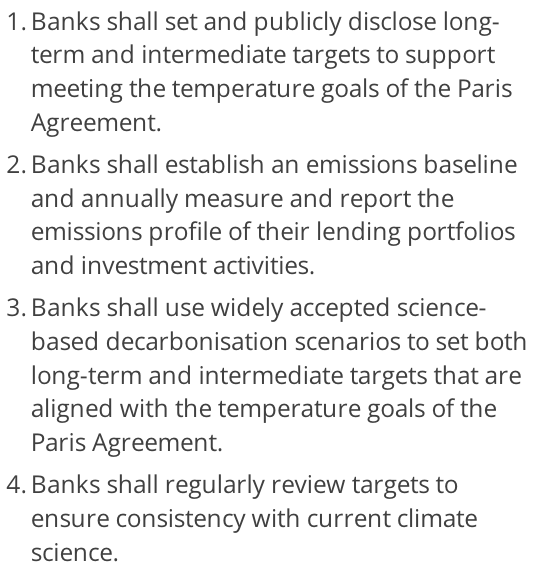 1. Banks shall set and publicly disclose long-
term and intermediate targets to support
meeting the temperature goals of the Paris
Agreement.
2. Banks shall establish an emissions baseline
and annually measure and report the
emissions profile of their lending portfolios
and investment activities.
3. Banks shall use widely accepted science-
based decarbonisation scenarios to set both
long-term and intermediate targets that are
aligned with the temperature goals of the
Paris Agreement.
4. Banks shall regularly review targets to
ensure consistency with current climate
science.